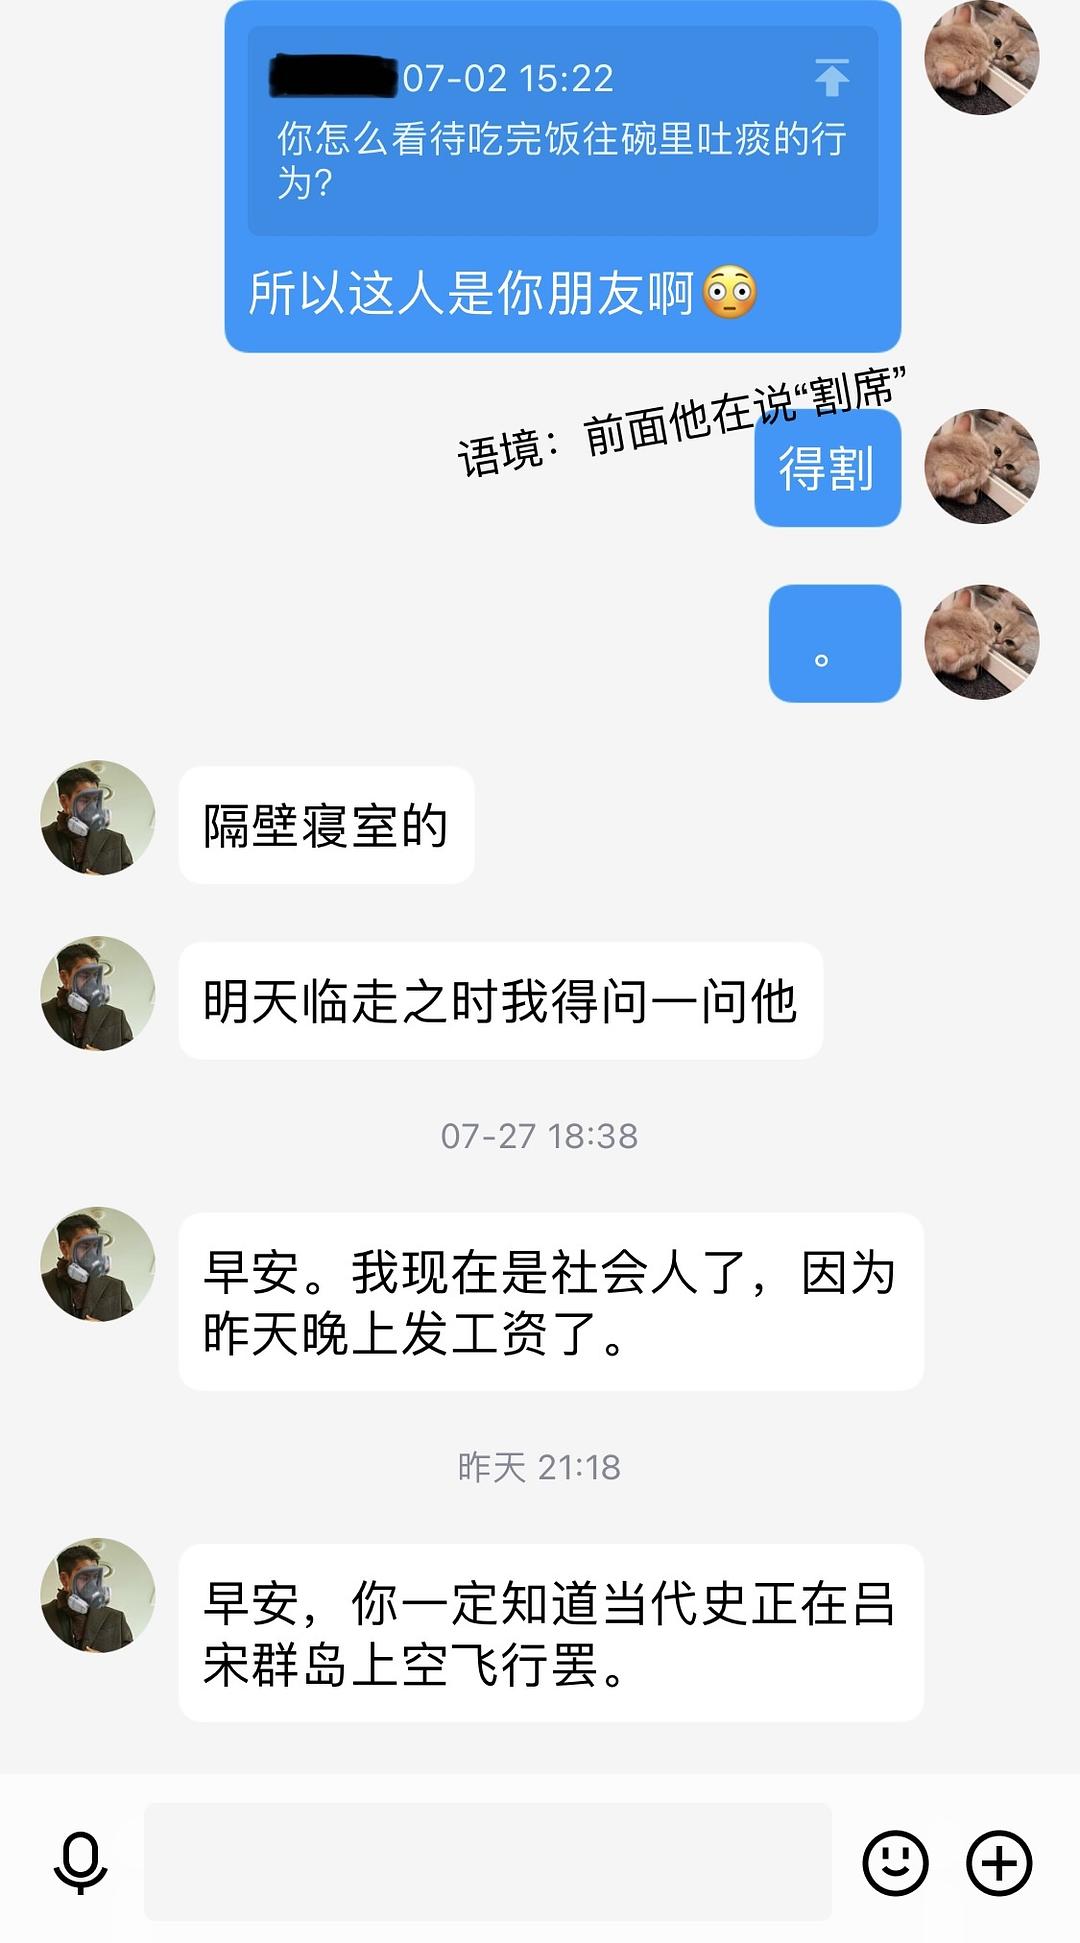 07-02 15:22
你怎么看待吃完饭往碗里吐痰的行
为?
所以这人是你朋友啊😳
语境：前面他在说“割席”
得割
。
隔壁寝室的
明天临走之时我得问一问他
07-27 18:38
早安。我现在是社会人了，因为
昨天晚上发工资了。
昨天 21:18
早安，你一定知道当代史正在吕
宋群岛上空飞行罢。